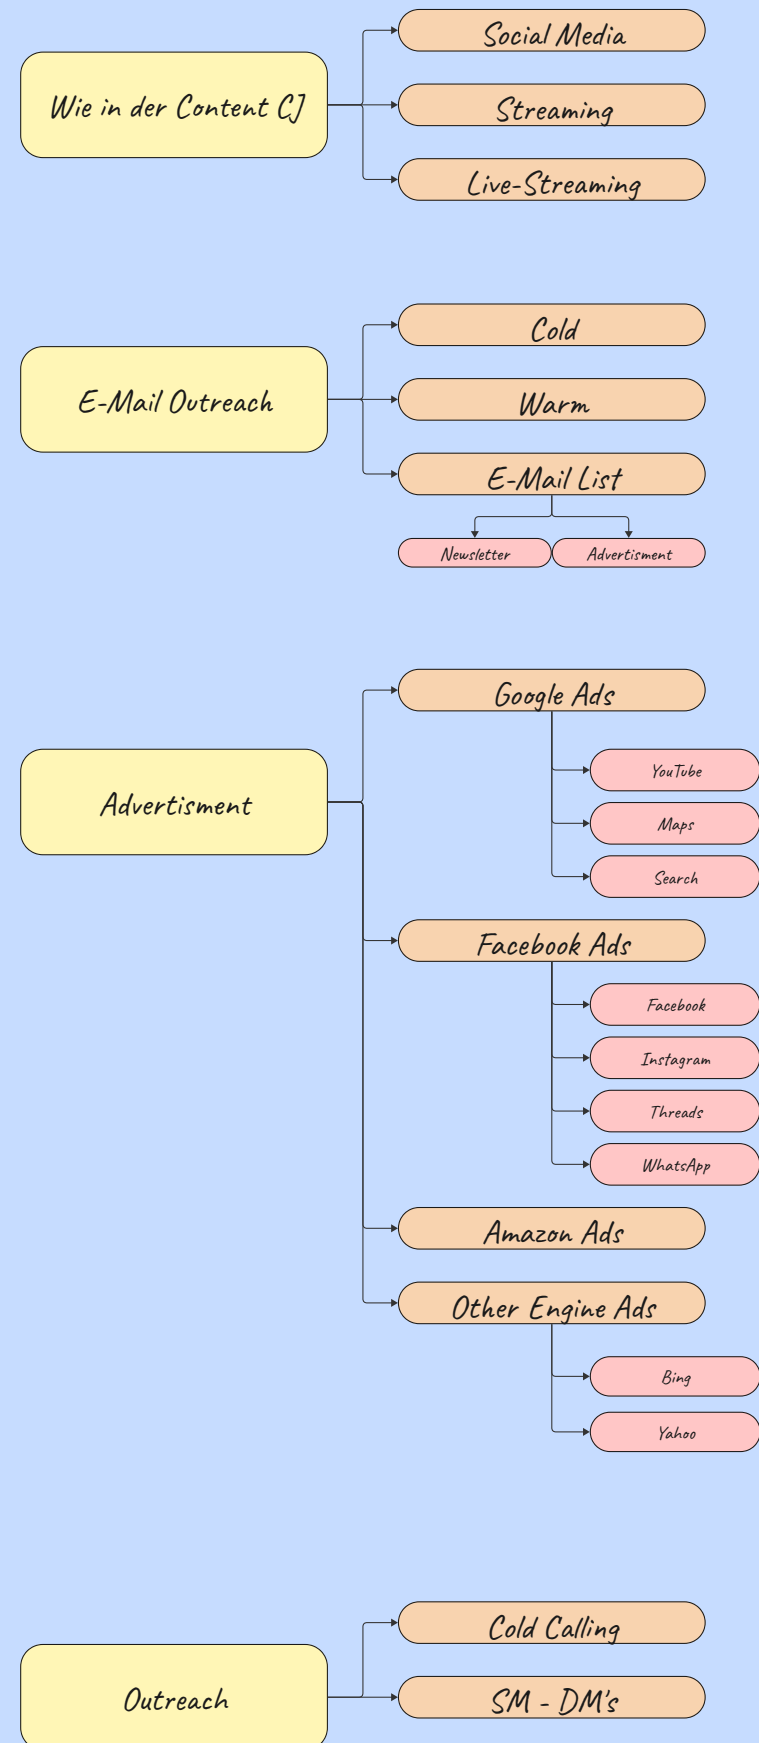 Wie in der Content CJ
Social Media
Streaming
Live-Streaming
E-Mail Outreach
Cold
Warm
E-Mail List
Newsletter
Advertisment
Advertisment
Google Ads
YouTube
Maps
Search
Facebook Ads
Facebook
Instagram
Threads
WhatsApp
Amazon Ads
Other Engine Ads
Bing
Yahoo
Outreach
Cold Calling
SM - DM's